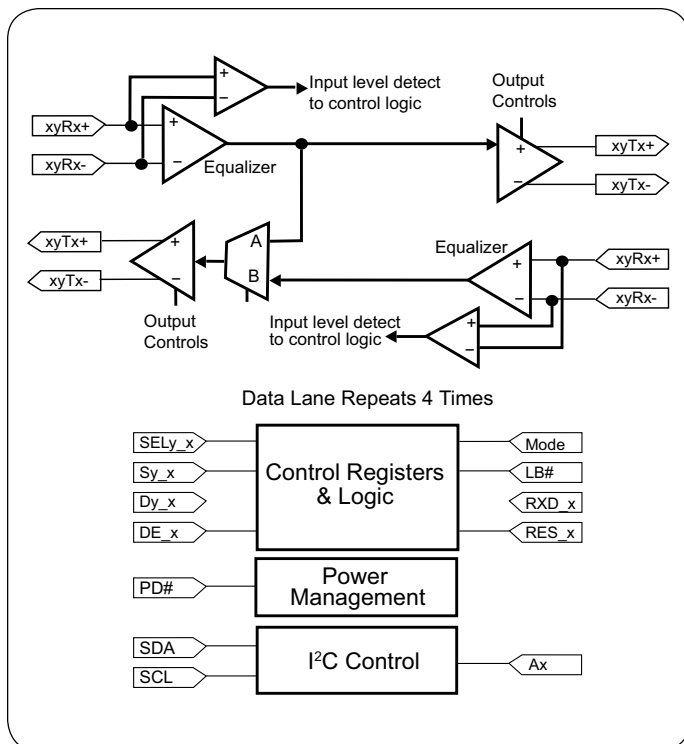 Output
Controls
Input level detect
to control logic
+
−
xyRx+
+
xyRx-
−
Equalizer
+
xyTx+
−
xyTx-
xyTx+
+
A
xyTx-
−
B
Output
Controls
Equalizer
+
xyRx+
−
xyRx-
Input level detect
to control logic
+
−
Data Lane Repeats 4 Times
SELy_x
Sy_x
Dy_x
DE_x
Control Registers
& Logic
Mode
LB#
RXD_x
RES_x
PD#
Power
Management
SDA
SCL
I²C Control
Ax